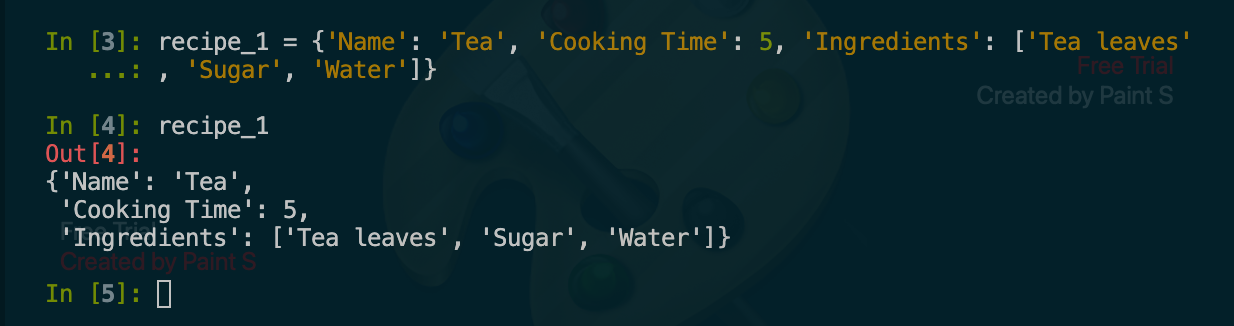 In [3]: recipe_1 = {'Name': 'Tea', 'Cooking Time': 5, 'Ingredients': ['Tea leaves'
   ...: , 'Sugar', 'Water']}
Free Trial
Created by Paint S
In [4]: recipe_1
Out[4]:
{'Name': 'Tea',
 'Cooking Time': 5,
Free Trial
 'Ingredients': ['Tea leaves', 'Sugar', 'Water']}
Created by Paint S
In [5]: